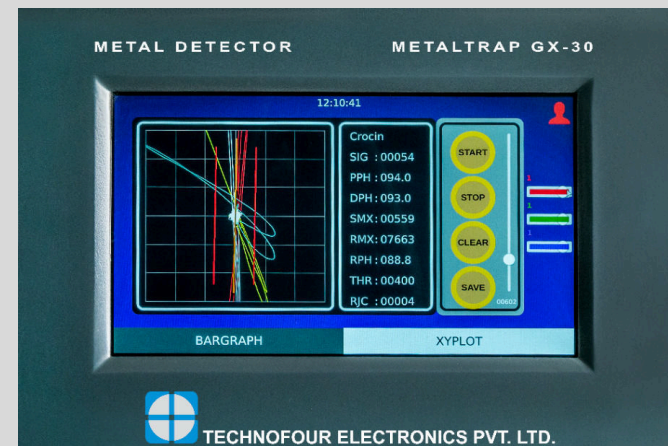 METAL DETECTOR METALTRAP GX-30
12:10:41
Crocin
SIG : 00054
PPH : 094.0
DPH : 093.0
SMX : 00559
RMX : 07663
RPH : 088.8
THR : 00400
RJC : 00004
START
STOP
CLEAR
SAVE
00602
1
1
1
BARGRAPH XYPLOT
TECHNOFOUR ELECTRONICS PVT. LTD.